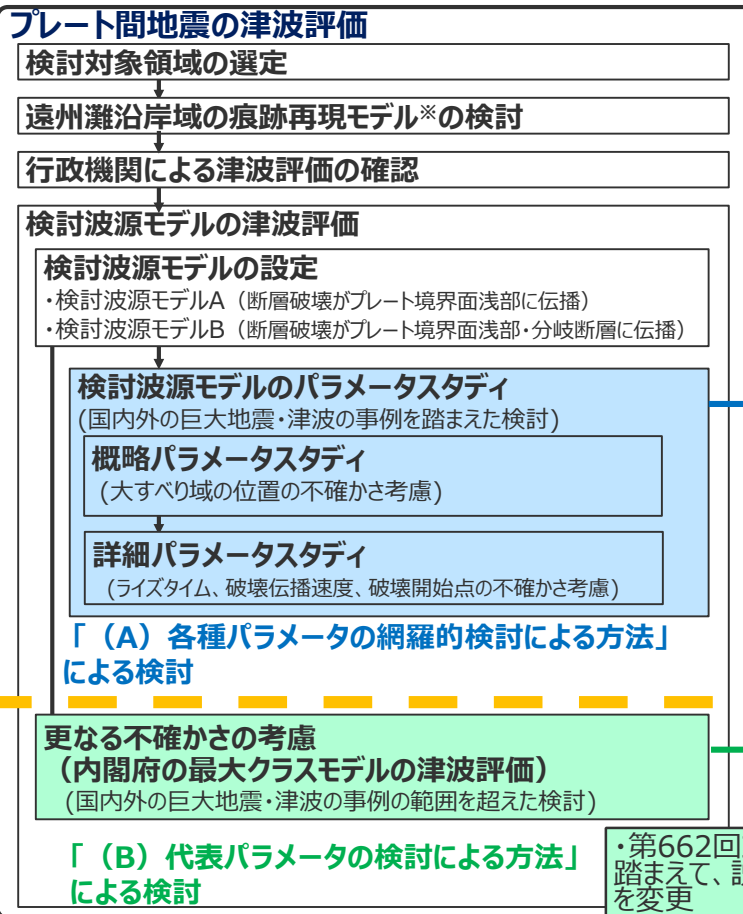 プレート間地震の津波評価
検討対象領域の選定
遠州灘沿岸域の痕跡再現モデル※の検討
行政機関による津波評価の確認
検討波源モデルの津波評価
検討波源モデルの設定
・検討波源モデルA（断層破壊がプレート境界面浅部に伝播）
・検討波源モデルB（断層破壊がプレート境界面浅部・分岐断層に伝播）
検討波源モデルのパラメータスタディ
(国内外の巨大地震・津波の事例を踏まえた検討)
概略パラメータスタディ
(大すべり域の位置の不確かさ考慮)
詳細パラメータスタディ
(ライズタイム、破壊伝播速度、破壊開始点の不確かさ考慮)
「（A）各種パラメータの網羅的検討による方法」
による検討
更なる不確かさの考慮
（内閣府の最大クラスモデルの津波評価）
(国内外の巨大地震・津波の事例の範囲を超えた検討)
「（B）代表パラメータの検討による方法」
による検討
・第662回
踏まえて、
を変更